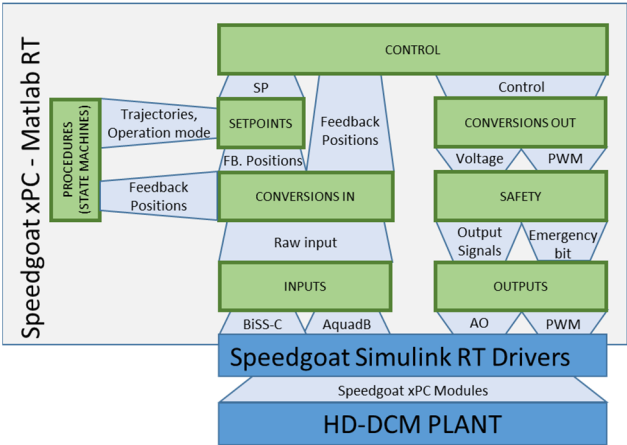 Speedgoat xPC - Matlab RT
CONTROL
SP
Control
PROCEDURES
(STATE MACHINES)
Trajectories,
Operation mode
SETPOINTS
Feedback
Positions
CONVERSIONS OUT
FB. Positions
Voltage
PWM
Feedback
Positions
CONVERSIONS IN
SAFETY
Raw input
Output
Signals
Emergency
bit
INPUTS
OUTPUTS
BiSS-C
AquadB
AO
PWM
Speedgoat Simulink RT Drivers
Speedgoat xPC Modules
HD-DCM PLANT